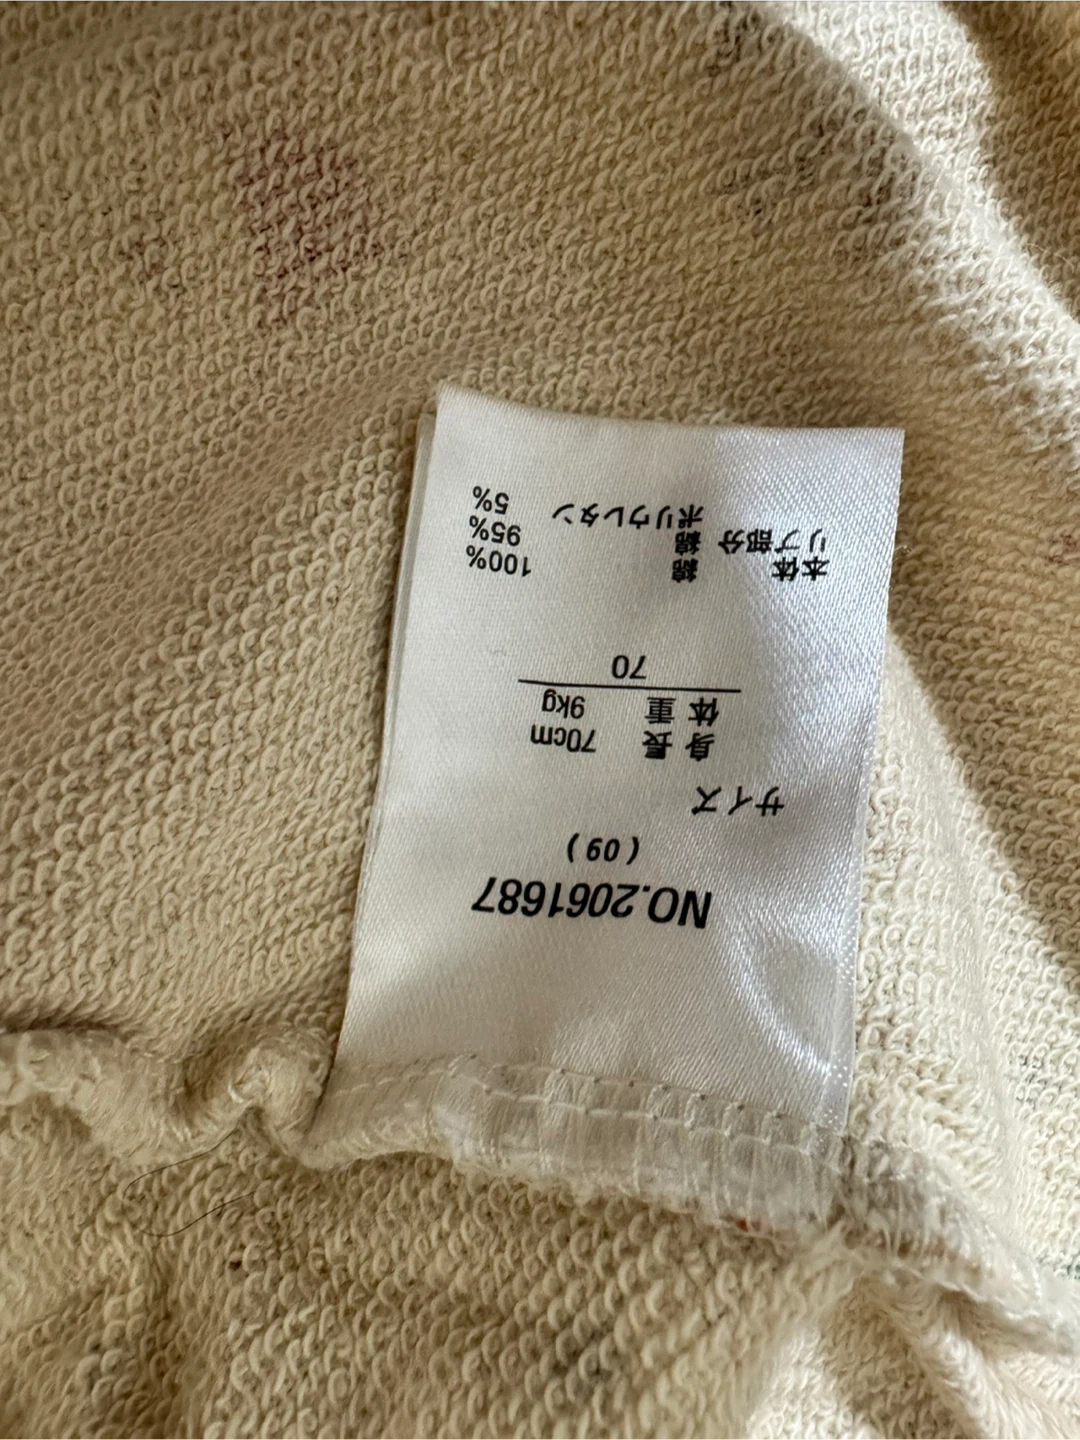 NO.2061687
(09)
サイズ
身長 70cm
体重 9kg
70
本体 綿 100%
リブ部分 綿 95%
ポリウレタン 5%